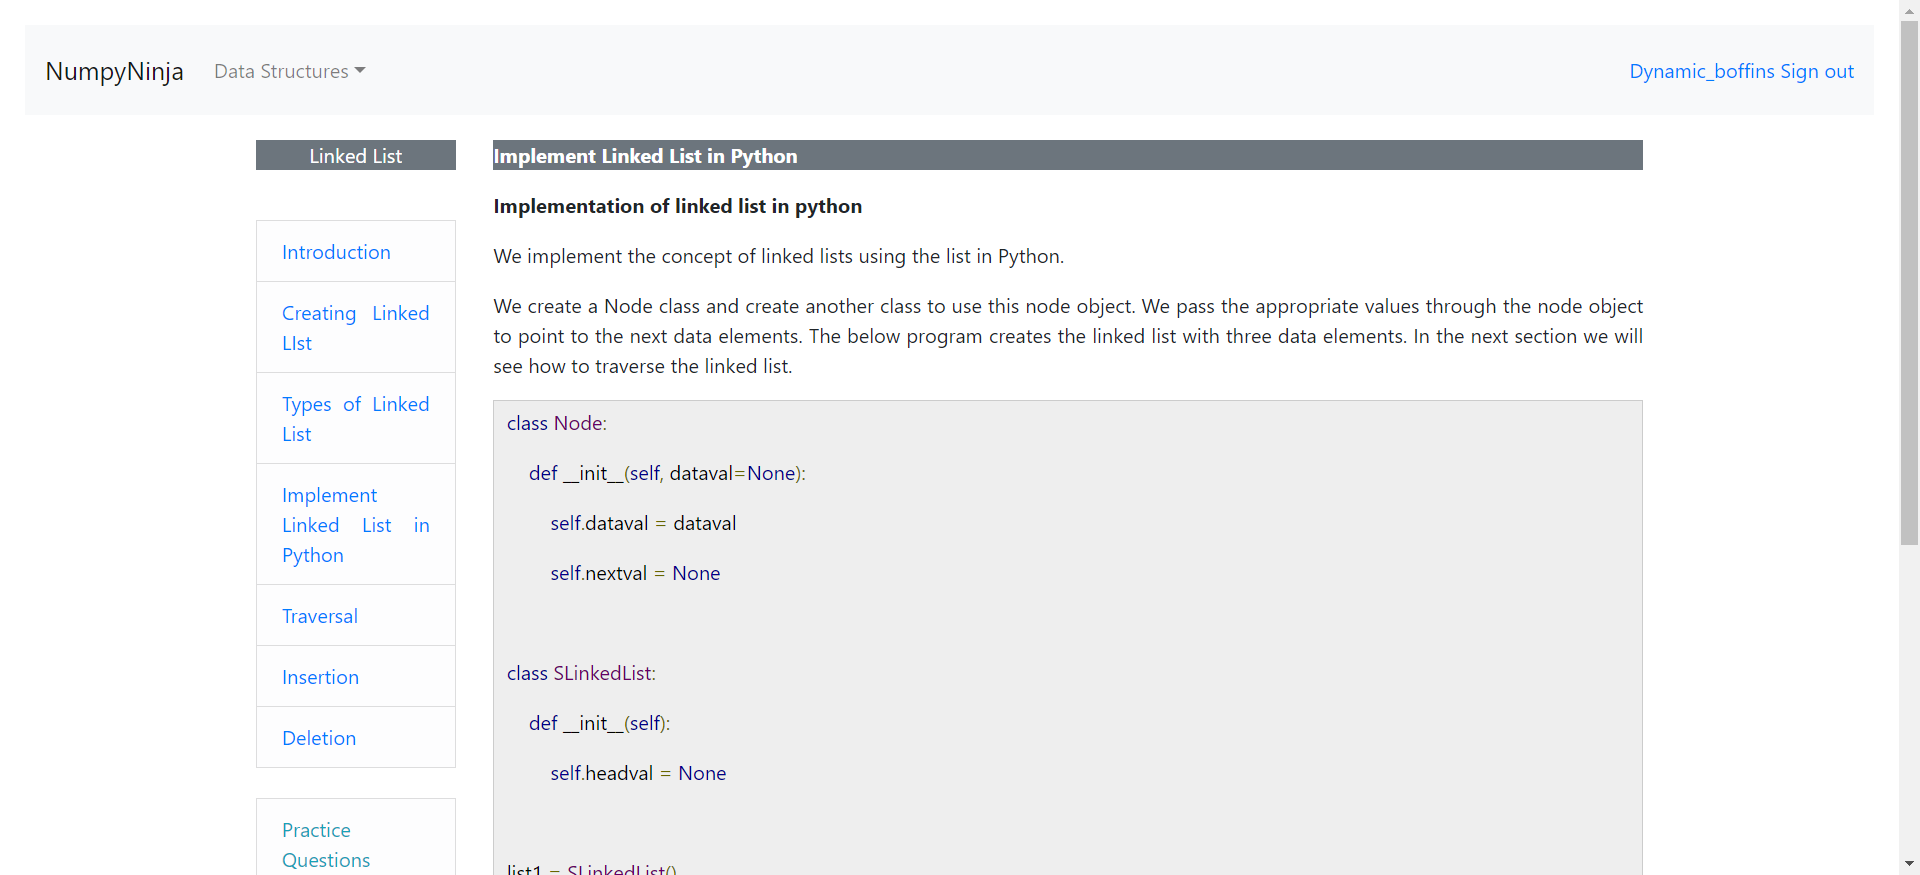 NumpyNinja Data Structures Dynamic_boffins Sign out
Linked List
Introduction
Creating Linked
LIst
Types of Linked
List
Implement
Linked List in
Python
Traversal
Insertion
Deletion
Practice
Questions
Implement Linked List in Python
Implementation of linked list in python
We implement the concept of linked lists using the list in Python.
We create a Node class and create another class to use this node object. We pass the appropriate values through the node object
to point to the next data elements. The below program creates the linked list with three data elements. In the next section we will
see how to traverse the linked list.
class Node:
def __init__(self, dataval=None):
self.dataval = dataval
self.nextval = None
class SLinkedList:
def __init__(self):
self.headval = None
list1 = SLinkedList()